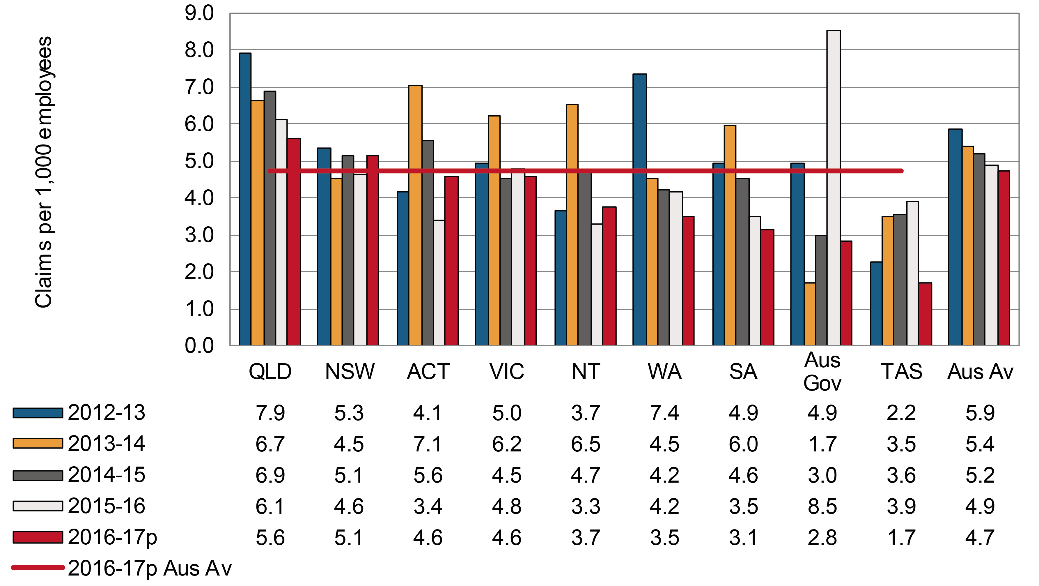 Claims per 1,000 employees
9.0
8.0
7.0
6.0
5.0
4.0
3.0
2.0
1.0
0.0
QLD NSW ACT VIC NT WA SA Aus Gov TAS Aus Av
2012-13 7.9 5.3 4.1 5.0 3.7 7.4 4.9 4.9 2.2 5.9
2013-14 6.7 4.5 7.1 6.2 6.5 4.5 6.0 1.7 3.5 5.4
2014-15 6.9 5.1 5.6 4.5 4.7 4.2 4.6 3.0 3.6 5.2
2015-16 6.1 4.6 3.4 4.8 3.3 4.2 3.5 8.5 3.9 4.9
2016-17p 5.6 5.1 4.6 4.6 3.7 3.5 3.1 2.8 1.7 4.7
2016-17p Aus Av